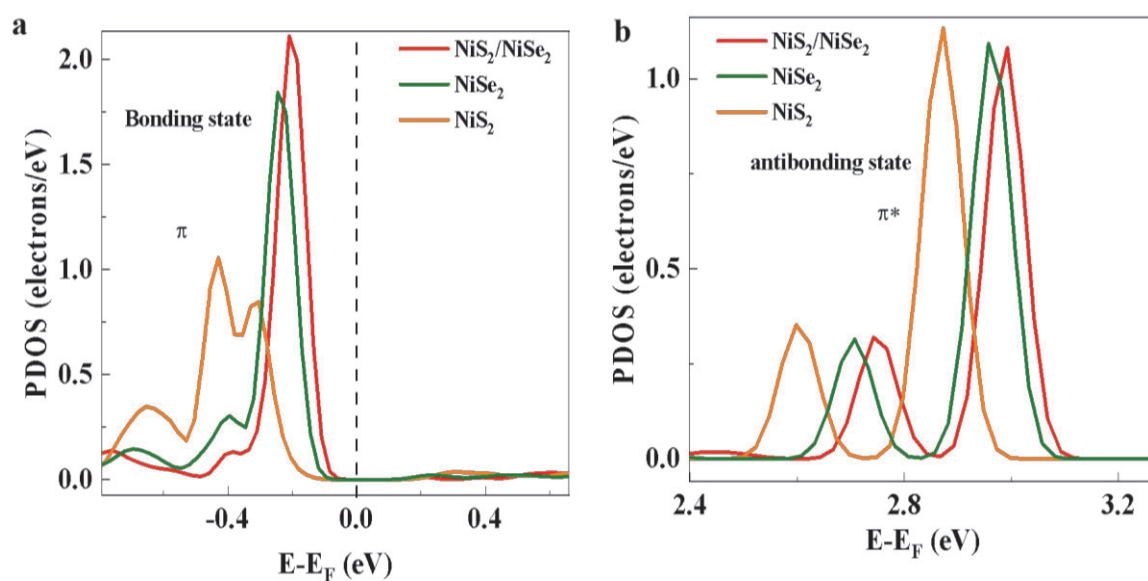 a
PDOS (electrons/eV)
2.0
1.5
1.0
0.5
0.0
NiS₂/NiSe₂
NiSe₂
NiS₂
Bonding state
π
-0.4
0.0
0.4
E-E_F (eV)
b
PDOS (electrons/eV)
1.0
0.5
0.0
NiS₂/NiSe₂
NiSe₂
NiS₂
antibonding state
π*
2.4
2.8
3.2
E-E_F (eV)